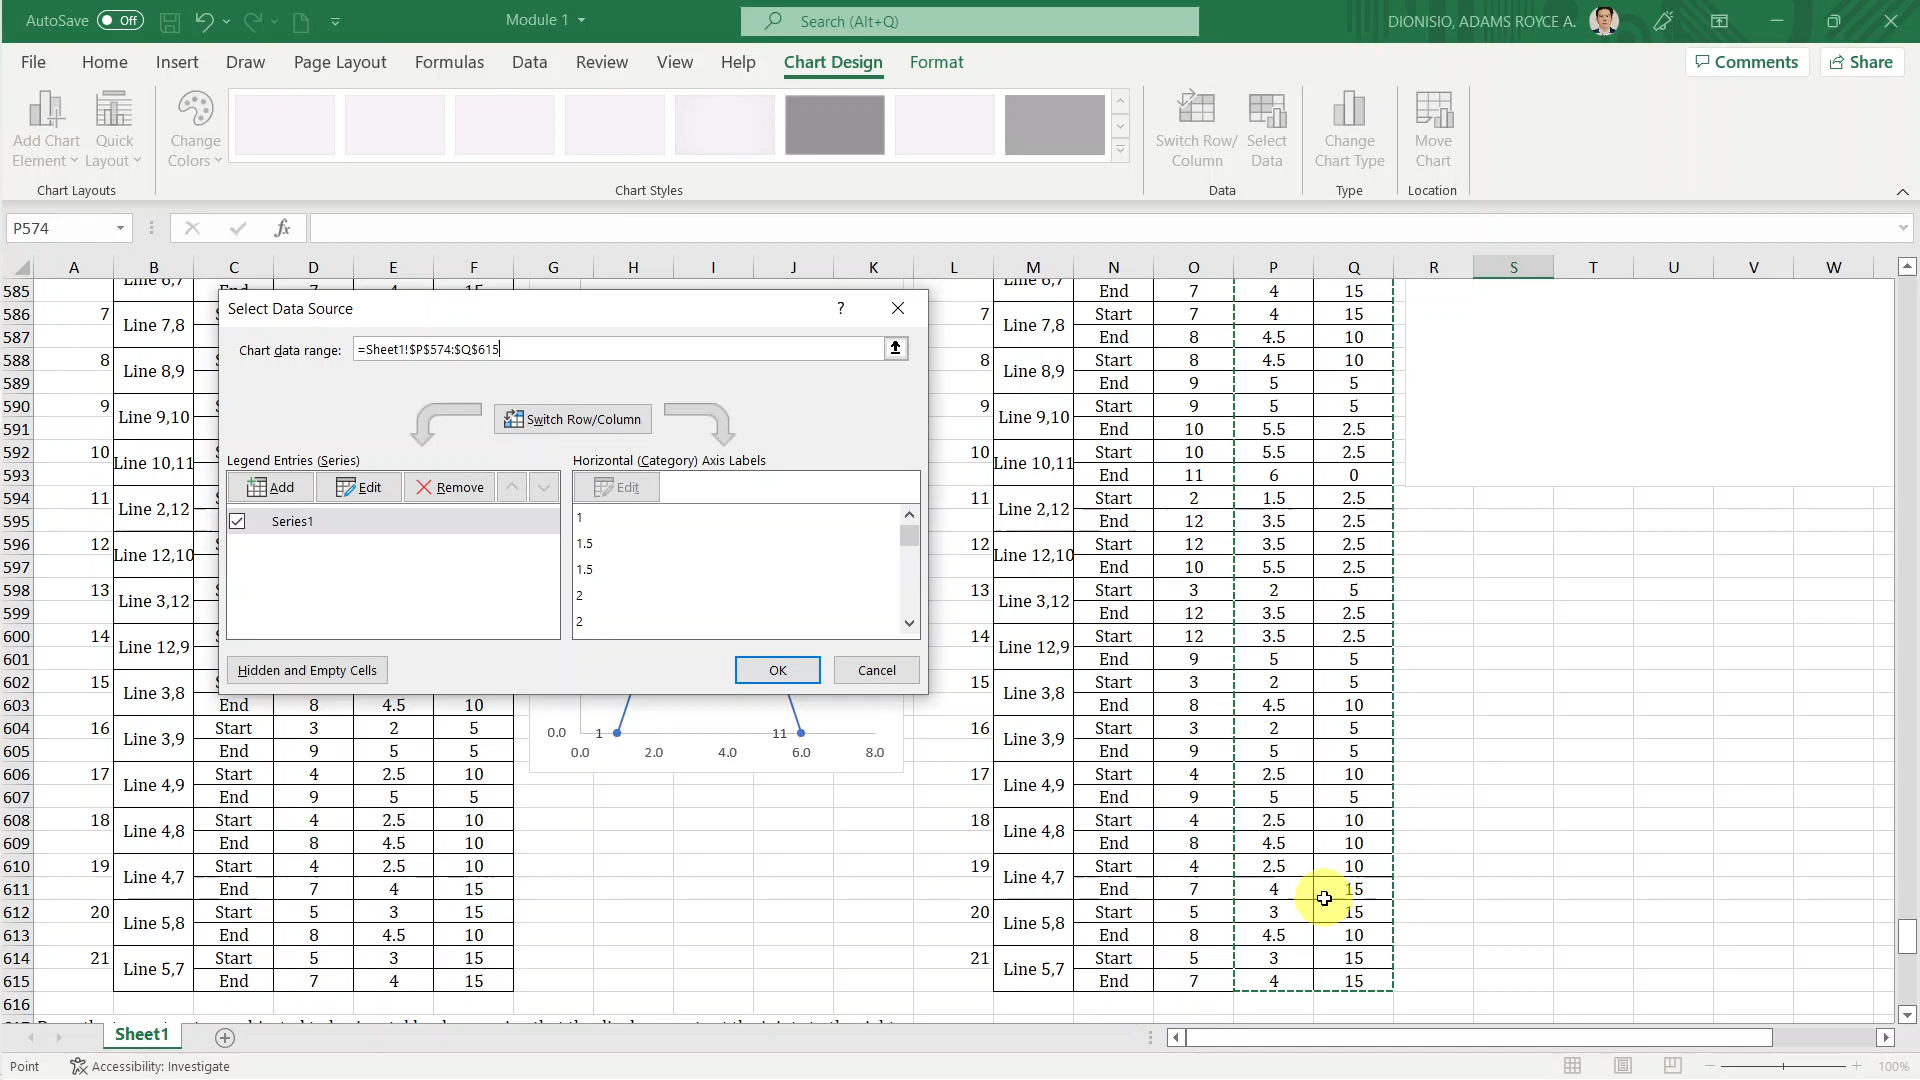 AutoSave Off Module 1 Search (Alt+Q) DIONISIO, ADAMS ROYCE A.
File Home Insert Draw Page Layout Formulas Data Review View Help Chart Design Format Comments Share
Add Chart Element Quick Layout Change Colors Switch Row/Column Select Data Change Chart Type Move Chart
Chart Layouts Chart Styles Data Type Location
P574 fx
A B C D E F G H I J K L M N O P Q R S T U V W
585 End 7 4 15
586 7 Line 7,8 7 Line 7,8 Start 7 4 15
587 End 8 4.5 10
588 8 Line 8,9 8 Line 8,9 Start 8 4.5 10
589 End 9 5 5
590 9 Line 9,10 9 Line 9,10 Start 9 5 5
591 End 10 5.5 2.5
592 10 Line 10,11 10 Line 10,11 Start 10 5.5 2.5
593 End 11 6 0
594 11 Line 2,12 11 Line 2,12 Start 2 1.5 2.5
595 End 12 3.5 2.5
596 12 Line 12,10 12 Line 12,10 Start 12 3.5 2.5
597 End 10 5.5 2.5
598 13 Line 3,12 13 Line 3,12 Start 3 2 5
599 End 12 3.5 2.5
600 14 Line 12,9 14 Line 12,9 Start 12 3.5 2.5
601 End 9 5 5
602 15 Line 3,8 15 Line 3,8 Start 3 2 5
603 End 8 4.5 10 End 8 4.5 10
604 16 Line 3,9 Start 3 2 5 16 Line 3,9 Start 3 2 5
605 End 9 5 5 End 9 5 5
606 17 Line 4,9 Start 4 2.5 10 17 Line 4,9 Start 4 2.5 10
607 End 9 5 5 End 9 5 5
608 18 Line 4,8 Start 4 2.5 10 18 Line 4,8 Start 4 2.5 10
609 End 8 4.5 10 End 8 4.5 10
610 19 Line 4,7 Start 4 2.5 10 19 Line 4,7 Start 4 2.5 10
611 End 7 4 15 End 7 4 15
612 20 Line 5,8 Start 5 3 15 20 Line 5,8 Start 5 3 15
613 End 8 4.5 10 End 8 4.5 10
614 21 Line 5,7 Start 5 3 15 21 Line 5,7 Start 5 3 15
615 End 7 4 15 End 7 4 15
616
Select Data Source ?
Chart data range: =Sheet1!$P$574:$Q$615
Switch Row/Column
Legend Entries (Series) Horizontal (Category) Axis Labels
Add Edit Remove Edit
Series1
1
1.5
1.5
2
2
Hidden and Empty Cells OK Cancel
0.0 1 11
0.0 2.0 4.0 6.0 8.0
Sheet1
Point Accessibility: Investigate 100%